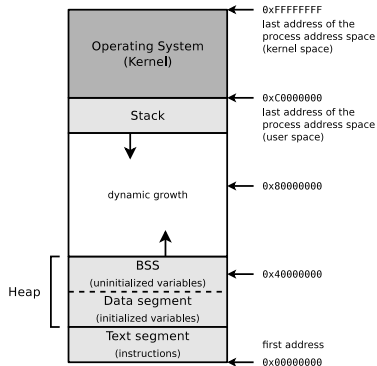 0xFFFFFFFF
last address of the
process address space
(kernel space)
Operating System
(Kernel)
0xC0000000
last address of the
process address space
(user space)
Stack
dynamic growth
0x80000000
BSS
(uninitialized variables)
0x40000000
Heap
Data segment
(initialized variables)
Text segment
(instructions)
first address
0x00000000